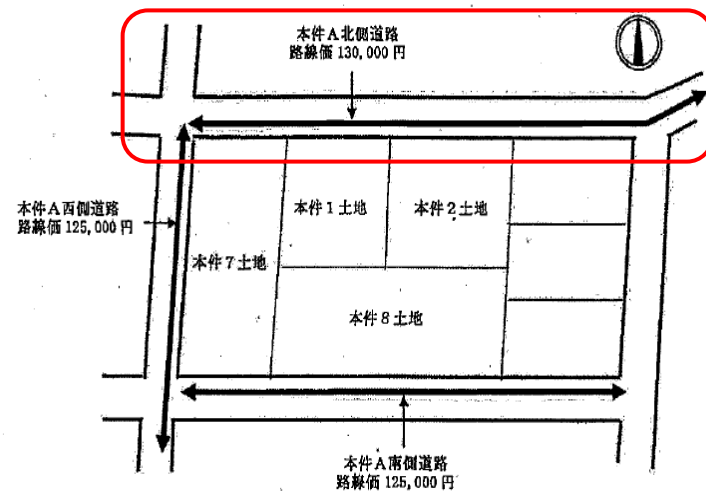 本件A北側道路
路線価 130,000 円
本件A西側道路
路線価 125,000 円
本件1土地
本件2土地
本件7土地
本件8土地
本件A南側道路
路線価 125,000 円